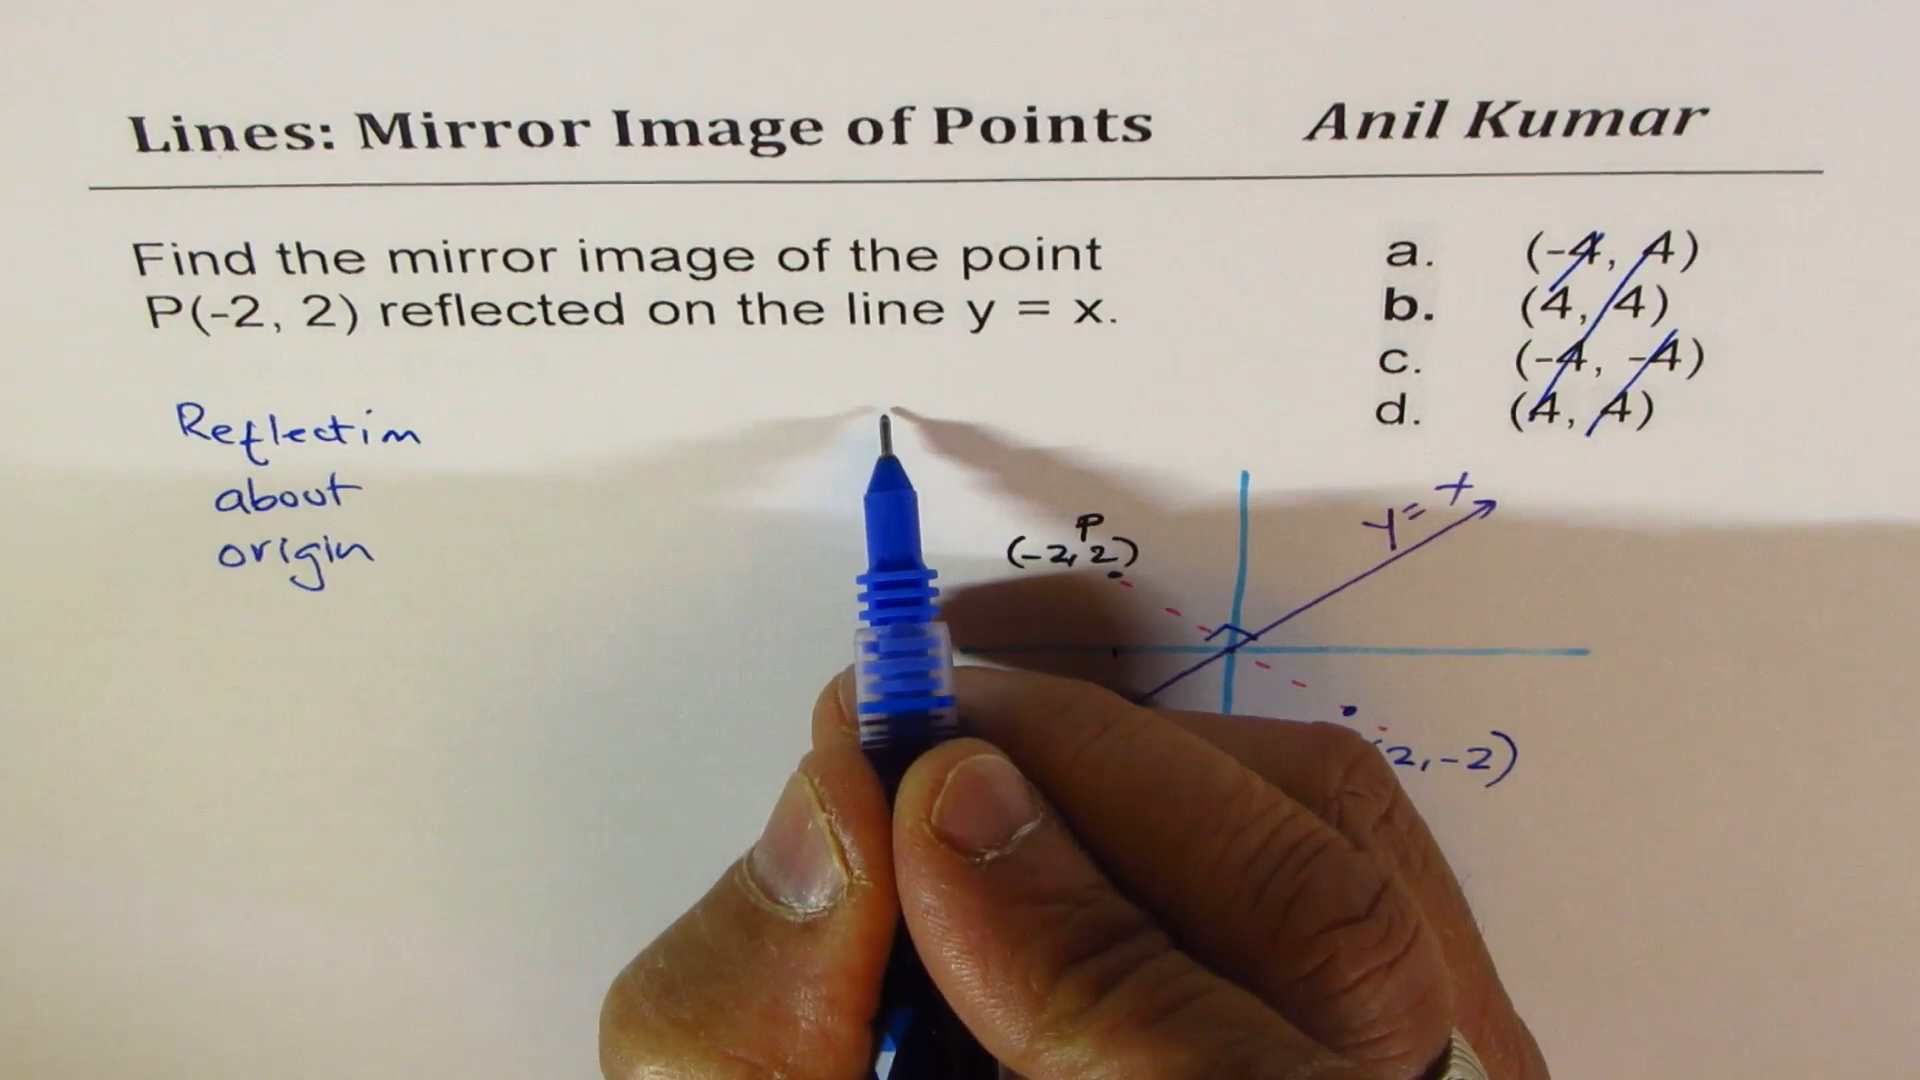 Lines: Mirror Image of Points
Anil Kumar
Find the mirror image of the point
P(-2, 2) reflected on the line y = x.
a. (-4, 4)
b. (4, 4)
c. (-4, -4)
d. (4, 4)
Reflectim
about
origin
P
(-2, 2)
y = x
2, -2)